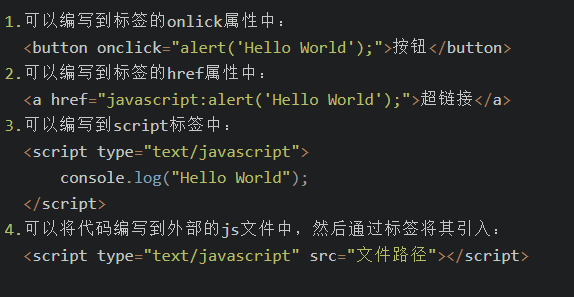 1.可以编写到标签的onlick属性中：
<button onclick="alert('Hello World');">按钮</button>
2.可以编写到标签的href属性中：
<a href="javascript:alert('Hello World');">超链接</a>
3.可以编写到script标签中：
<script type="text/javascript">
    console.log("Hello World");
</script>
4.可以将代码编写到外部的js文件中，然后通过标签将其引入：
<script type="text/javascript" src="文件路径"></script>